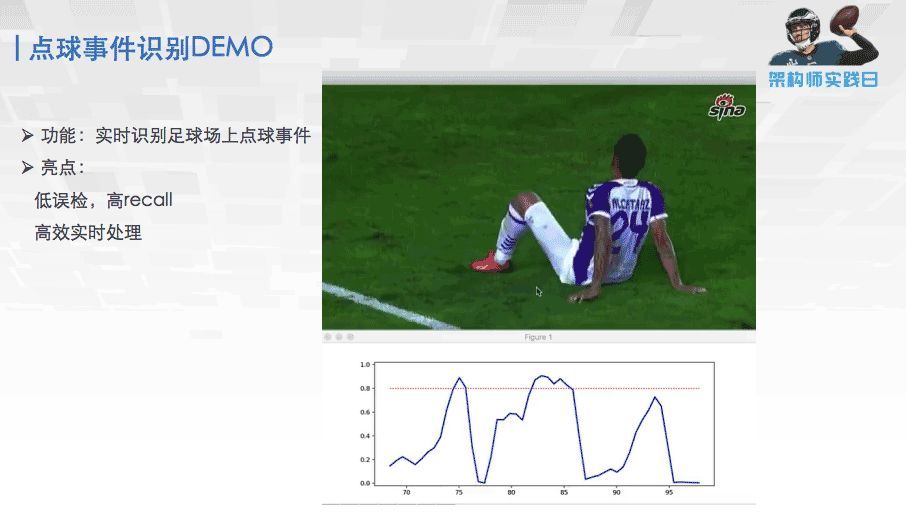 点球事件识别DEMO
架构师实践日
➢ 功能：实时识别足球场上点球事件
➢ 亮点：
低误检，高recall
高效实时处理
sina
ALCATRAZ
24
Figure 1
1.0
0.8
0.6
0.4
0.2
0.0
70 75 80 85 90 95